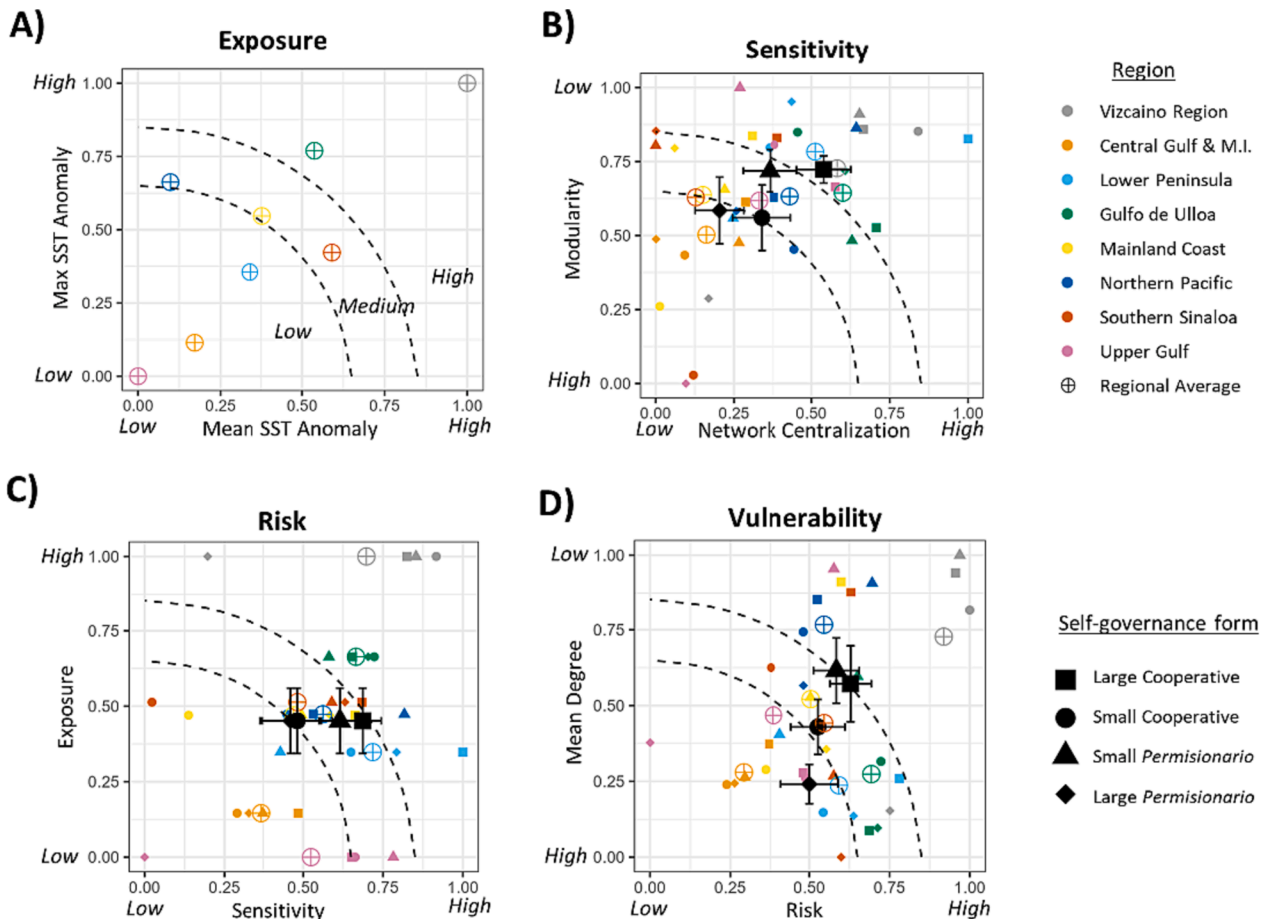 A)
Exposure
High
1.00
0.75
0.50
0.25
0.00
Low
Max SST Anomaly
High
Medium
Low
0.00 0.25 0.50 0.75 1.00
Low Mean SST Anomaly High
B)
Sensitivity
Low
1.00
0.75
0.50
0.25
High 0.00
Modularity
0.00 0.25 0.50 0.75 1.00
Low Network Centralization High
Region
Vizcaino Region
Central Gulf & M.I.
Lower Peninsula
Gulfo de Ulloa
Mainland Coast
Northern Pacific
Southern Sinaloa
Upper Gulf
Regional Average
C)
Risk
High 1.00
0.75
0.50
0.25
Low 0.00
Exposure
0.00 0.25 0.50 0.75 1.00
Low Sensitivity High
D)
Vulnerability
Low 1.00
0.75
0.50
0.25
High 0.00
Mean Degree
0.00 0.25 0.50 0.75 1.00
Low Risk High
Self-governance form
Large Cooperative
Small Cooperative
Small Permisionario
Large Permisionario